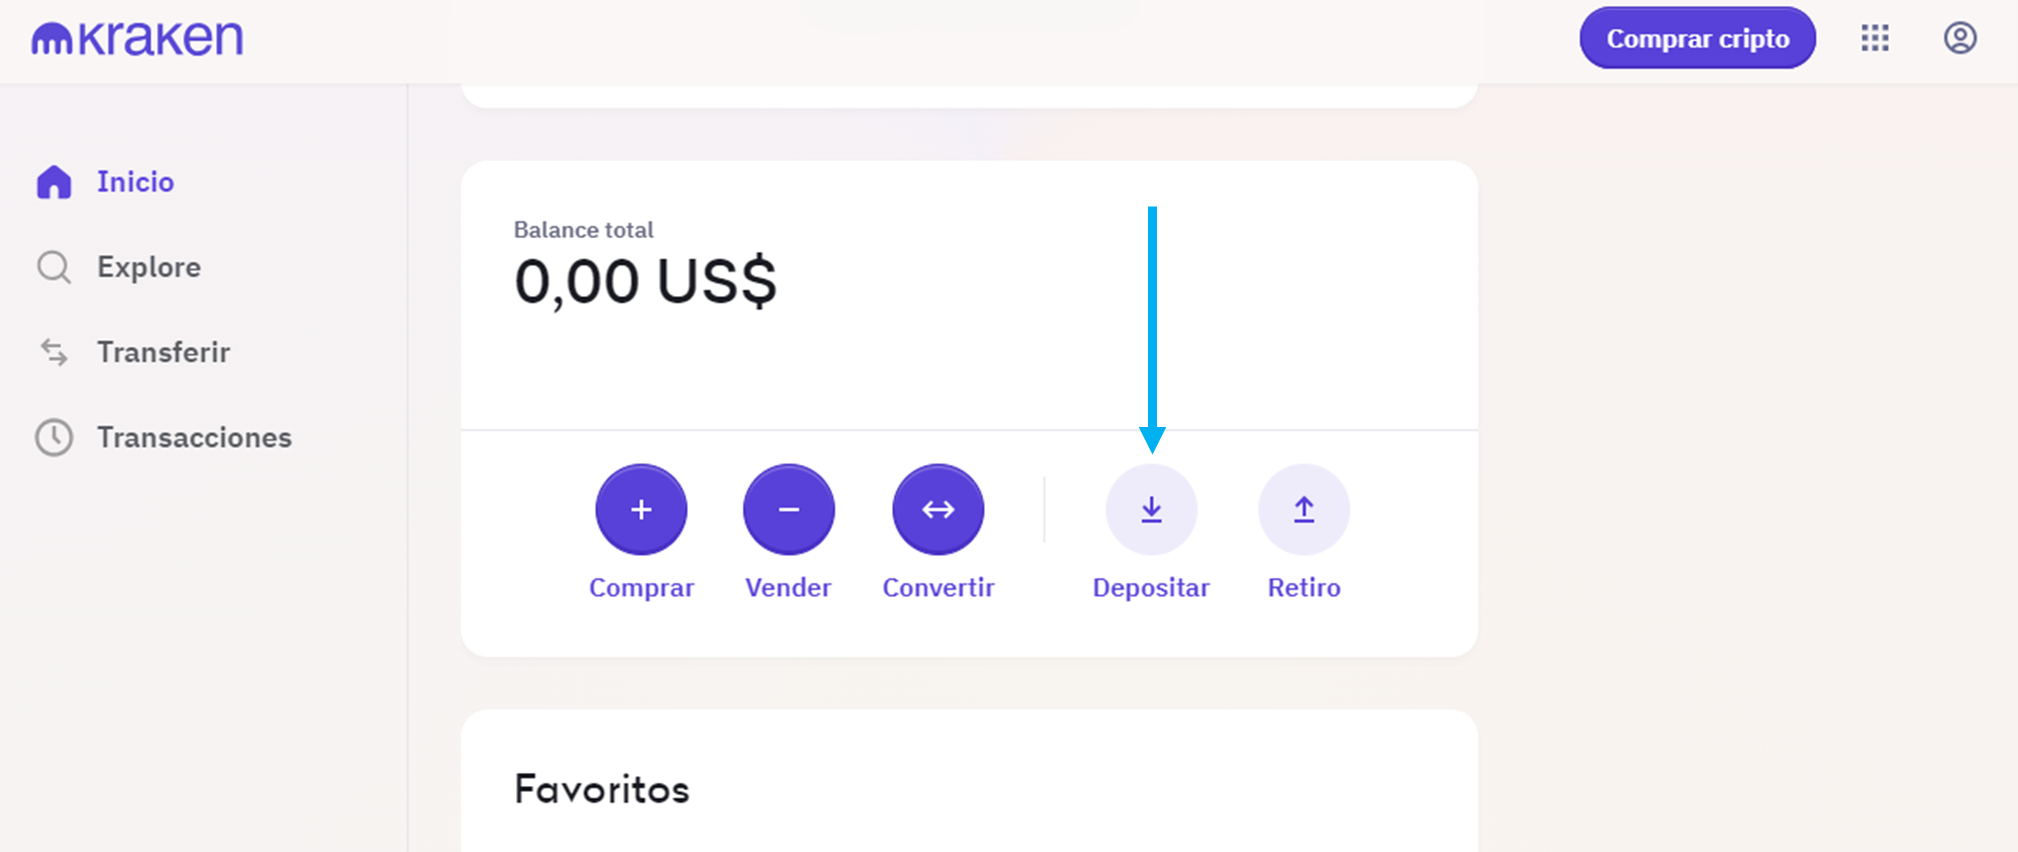 kraken
Comprar cripto
Inicio
Explore
Transferir
Transacciones
Balance total
0,00 US$
Comprar
Vender
Convertir
Depositar
Retiro
Favoritos